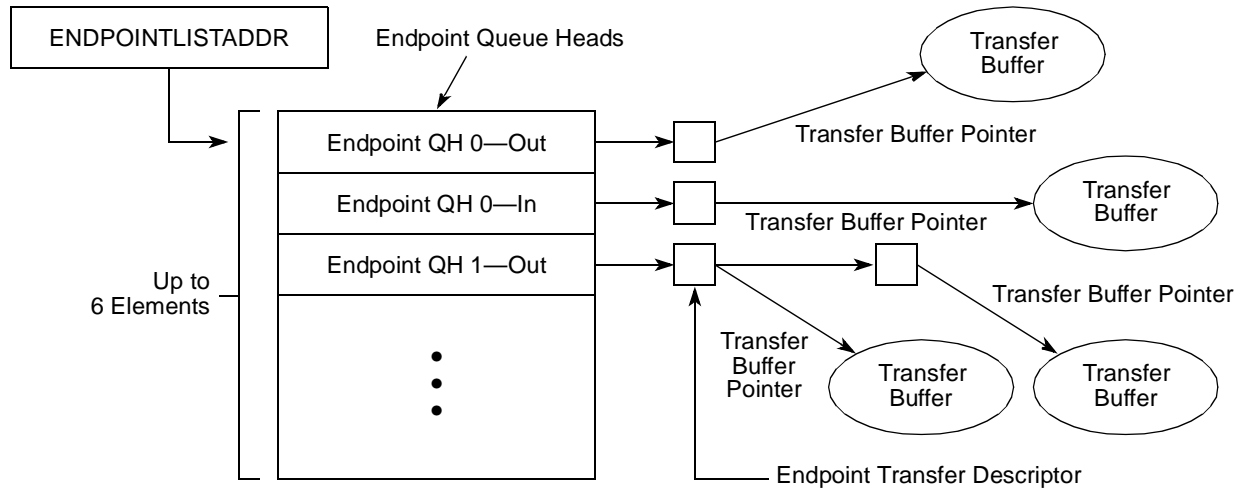 ENDPOINTLISTADDR
Endpoint Queue Heads
Transfer
Buffer
Endpoint QH 0—Out
Transfer Buffer Pointer
Endpoint QH 0—In
Transfer
Buffer
Transfer Buffer Pointer
Endpoint QH 1—Out
Up to
6 Elements
Transfer Buffer Pointer
Transfer
Buffer
Pointer
Transfer
Buffer
Transfer
Buffer
Endpoint Transfer Descriptor